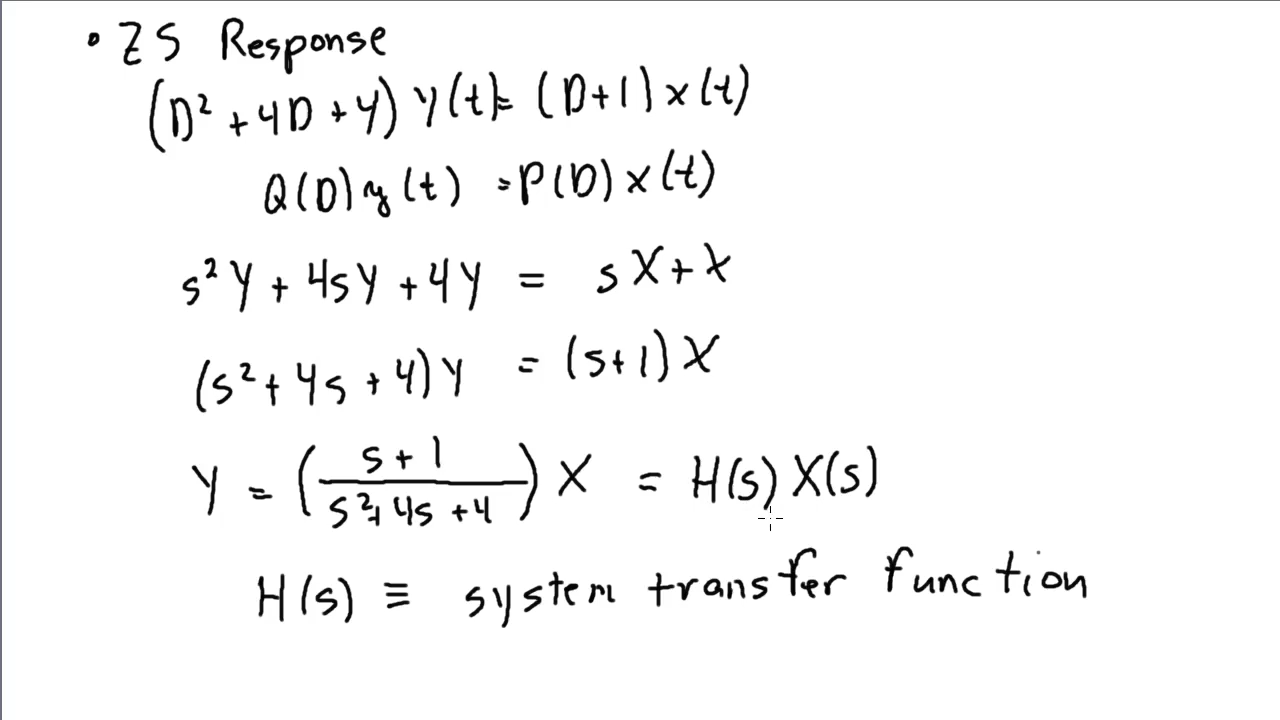 • ZS Response
(D² + 4D + 4) y(t) = (D+1) x(t)
Q(D) y(t) = P(D) x(t)
s²Y + 4sY + 4Y = sX + X
(s² + 4s + 4) Y = (s+1) X
Y = ( s+1 / s² + 4s + 4 ) X = H(s) X(s)
H(s) ≡ system transfer function